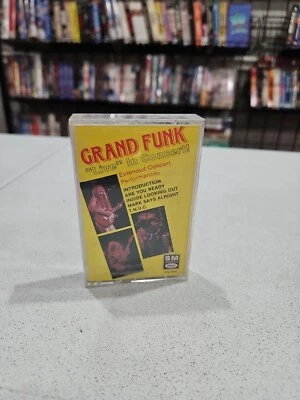 GRAND FUNK
"Live" In Concert!
Extended Concert
Performances
INTRODUCTION
ARE YOU READY
INSIDE LOOKING OUT
MARK SAYS ALRIGHT
T.N.U.C.
SM